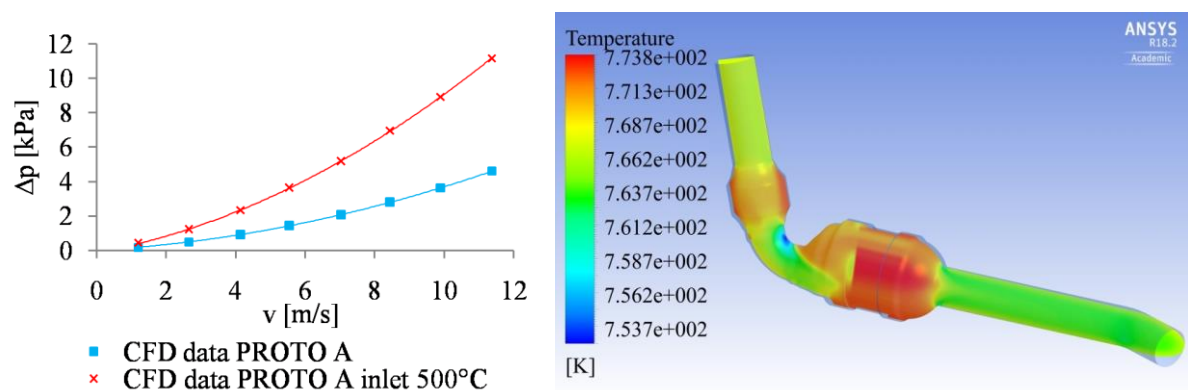 12
10
8
6
4
2
0
Δp [kPa]
0 2 4 6 8 10 12
v [m/s]
CFD data PROTO A
CFD data PROTO A inlet 500°C
Temperature
7.738e+002
7.713e+002
7.687e+002
7.662e+002
7.637e+002
7.612e+002
7.587e+002
7.562e+002
7.537e+002
[K]
ANSYS
R18.2
Academic